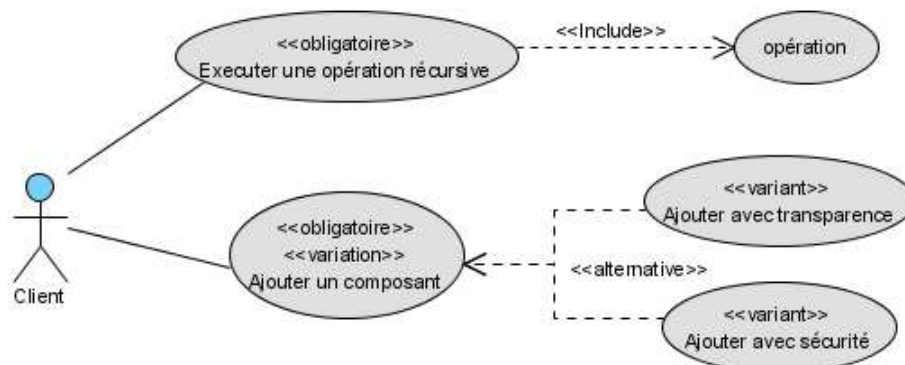 <<obligatoire>>
Executer une opération récursive
<<Include>>
opération
<<variant>>
Ajouter avec transparence
<<obligatoire>>
<<variation>>
Ajouter un composant
<<alternative>>
Client
<<variant>>
Ajouter avec sécurité